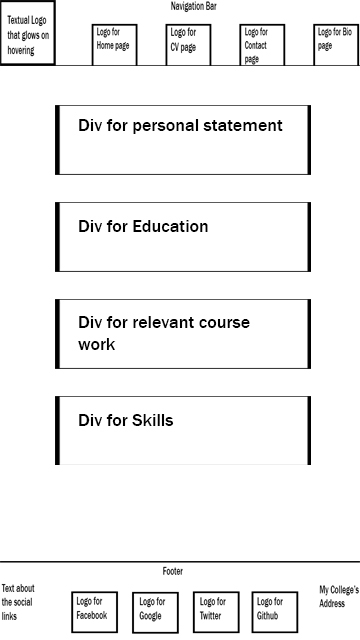 Navigation Bar
Textual Logo
that glows on
hovering
Logo for
Home page
Logo for
CV page
Logo for
Contact
page
Logo for Bio
page
Div for personal statement
Div for Education
Div for relevant course
work
Div for Skills
Footer
Text about
the social
links
Logo for
Facebook
Logo for
Google
Logo for
Twitter
Logo for
Github
My College's
Address